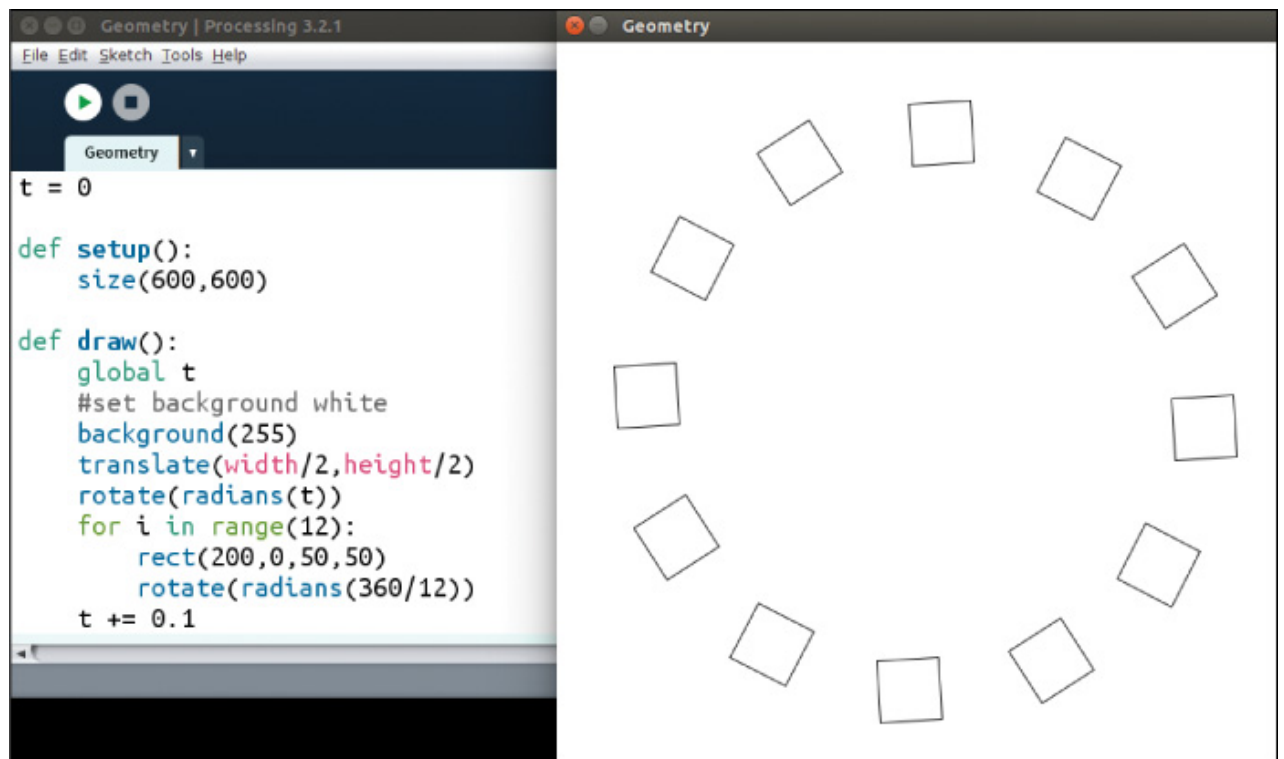 Geometry | Processing 3.2.1
File Edit Sketch Tools Help
Geometry
t = 0
def setup():
    size(600,600)
def draw():
    global t
    #set background white
    background(255)
    translate(width/2,height/2)
    rotate(radians(t))
    for i in range(12):
        rect(200,0,50,50)
        rotate(radians(360/12))
    t += 0.1
Geometry